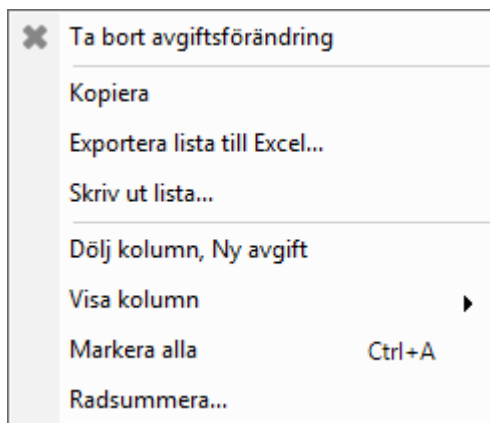 Ta bort avgiftsförändring
Kopiera
Exportera lista till Excel...
Skriv ut lista...
Dölj kolumn, Ny avgift
Visa kolumn
Markera alla Ctrl+A
Radsummera...